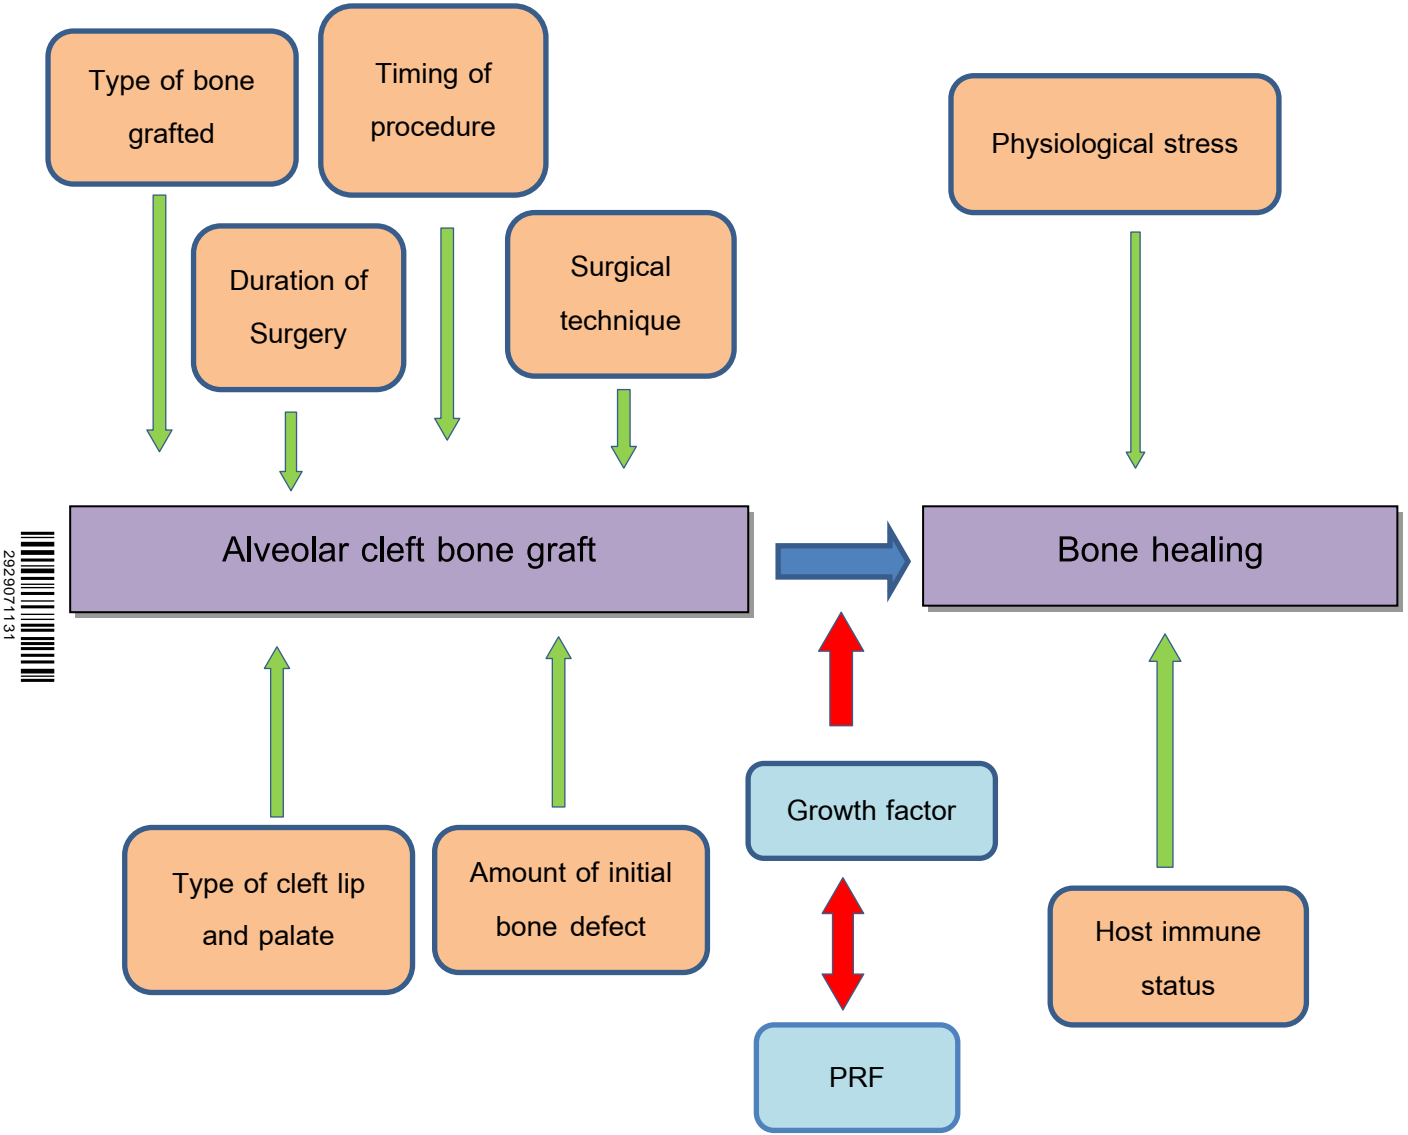 Type of bone
grafted
Timing of
procedure
Physiological stress
Duration of
Surgery
Surgical
technique
Alveolar cleft bone graft
Bone healing
2929071131
Growth factor
Type of cleft lip
and palate
Amount of initial
bone defect
Host immune
status
PRF